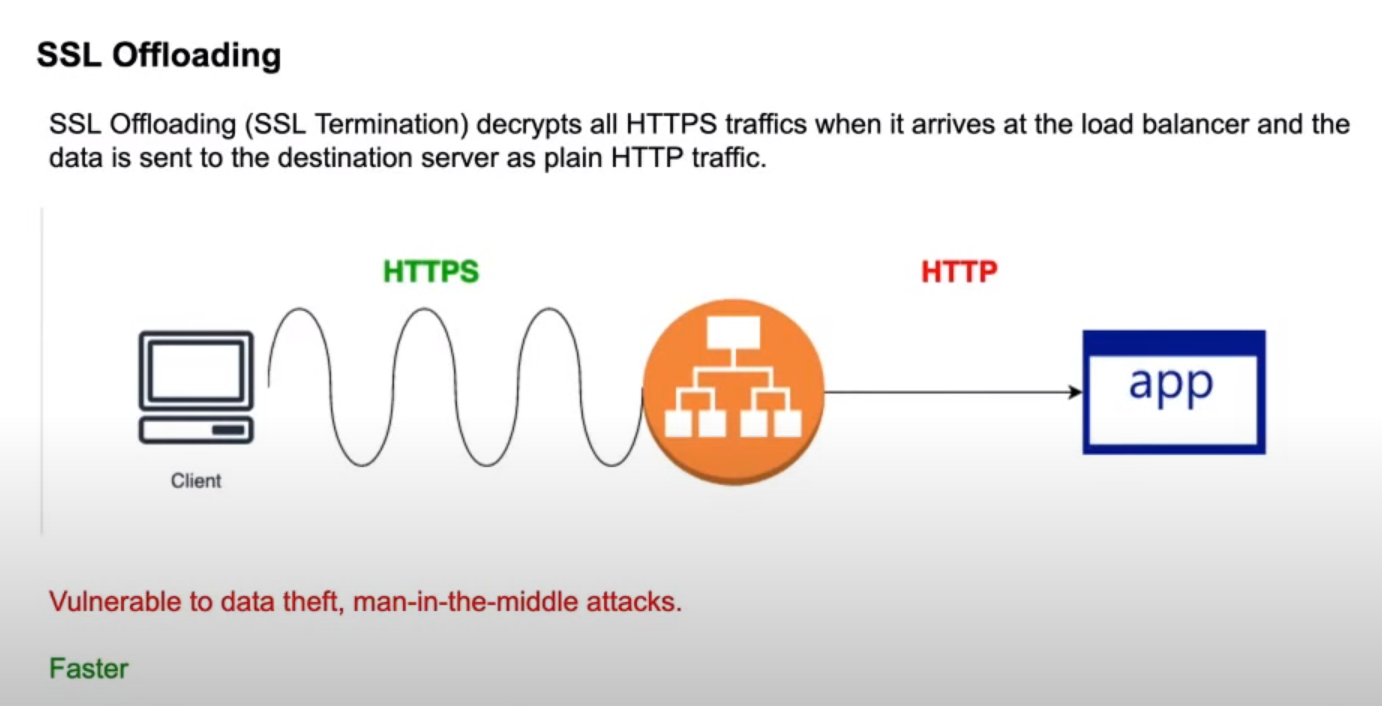 SSL Offloading
SSL Offloading (SSL Termination) decrypts all HTTPS traffics when it arrives at the load balancer and the
data is sent to the destination server as plain HTTP traffic.
HTTPS
HTTP
app
Client
Vulnerable to data theft, man-in-the-middle attacks.
Faster